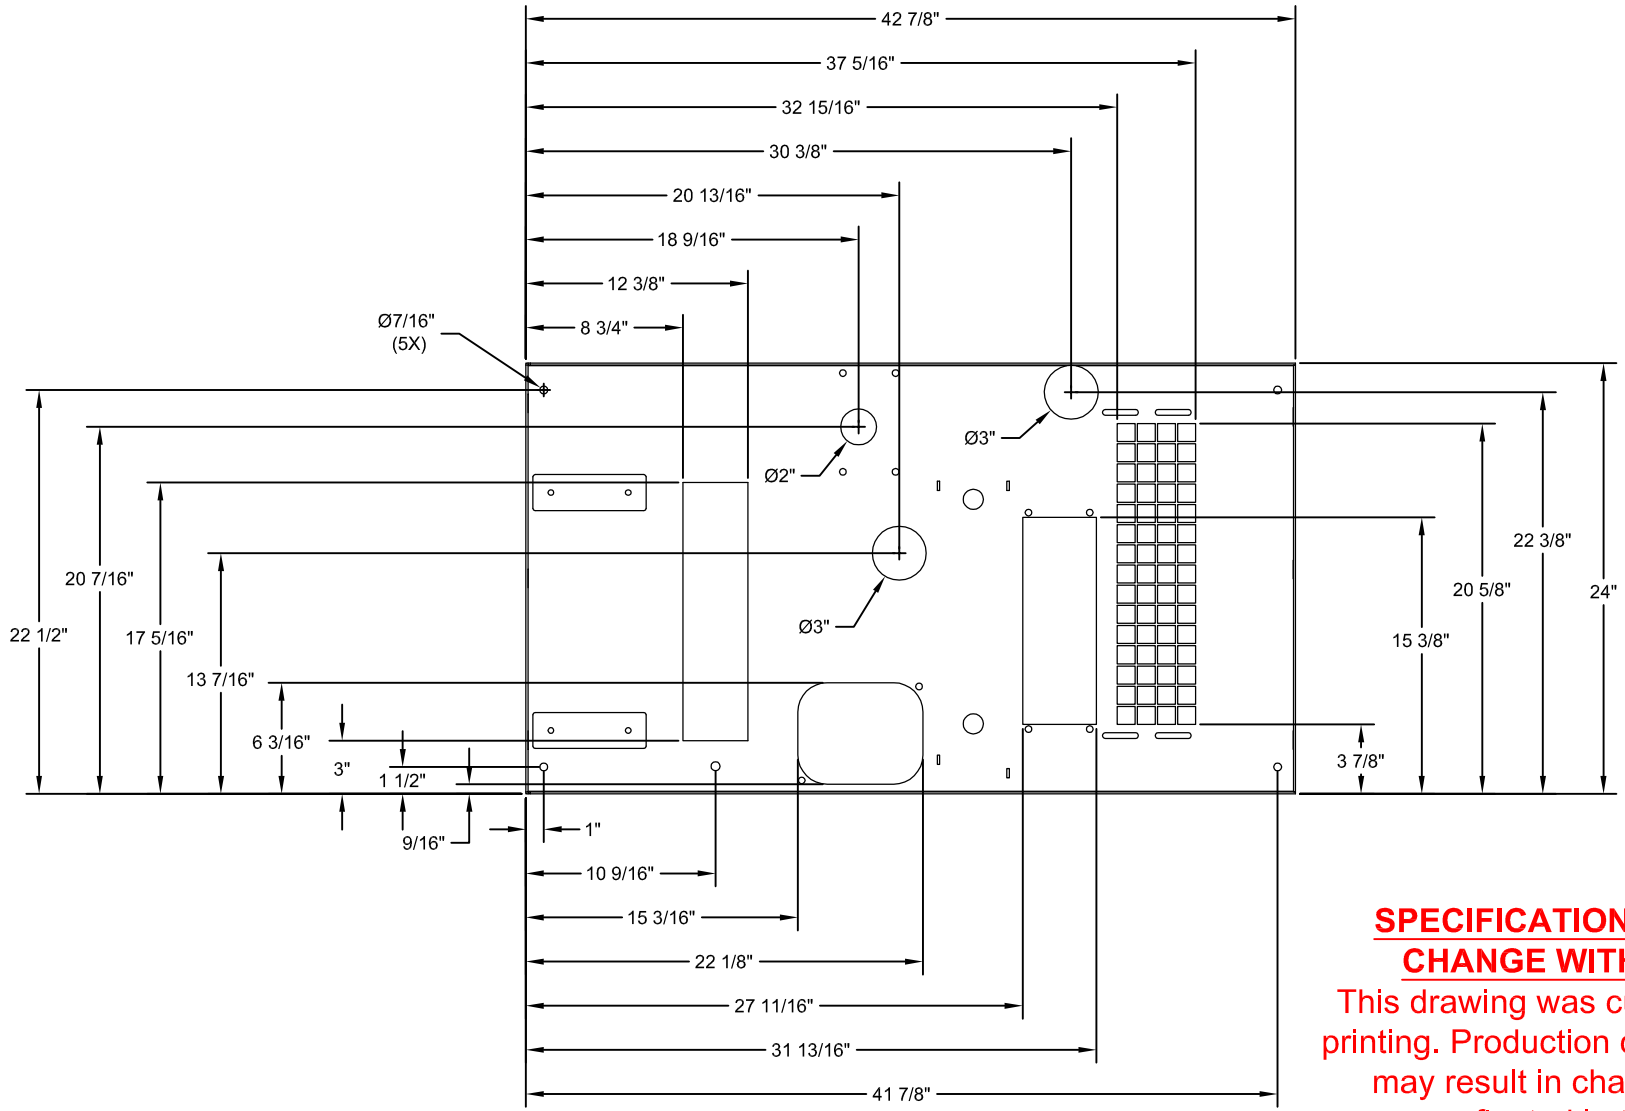 42 7/8"
37 5/16"
32 15/16"
30 3/8"
20 13/16"
18 9/16"
12 3/8"
8 3/4"
Ø7/16"
(5X)
Ø3"
Ø2"
Ø3"
22 1/2"
20 7/16"
17 5/16"
13 7/16"
6 3/16"
3"
1 1/2"
9/16"
22 3/8"
20 5/8"
24"
15 3/8"
3 7/8"
1"
10 9/16"
15 3/16"
22 1/8"
27 11/16"
31 13/16"
41 7/8"
SPECIFICATION
CHANGE WITH
This drawing was c
printing. Production
may result in cha